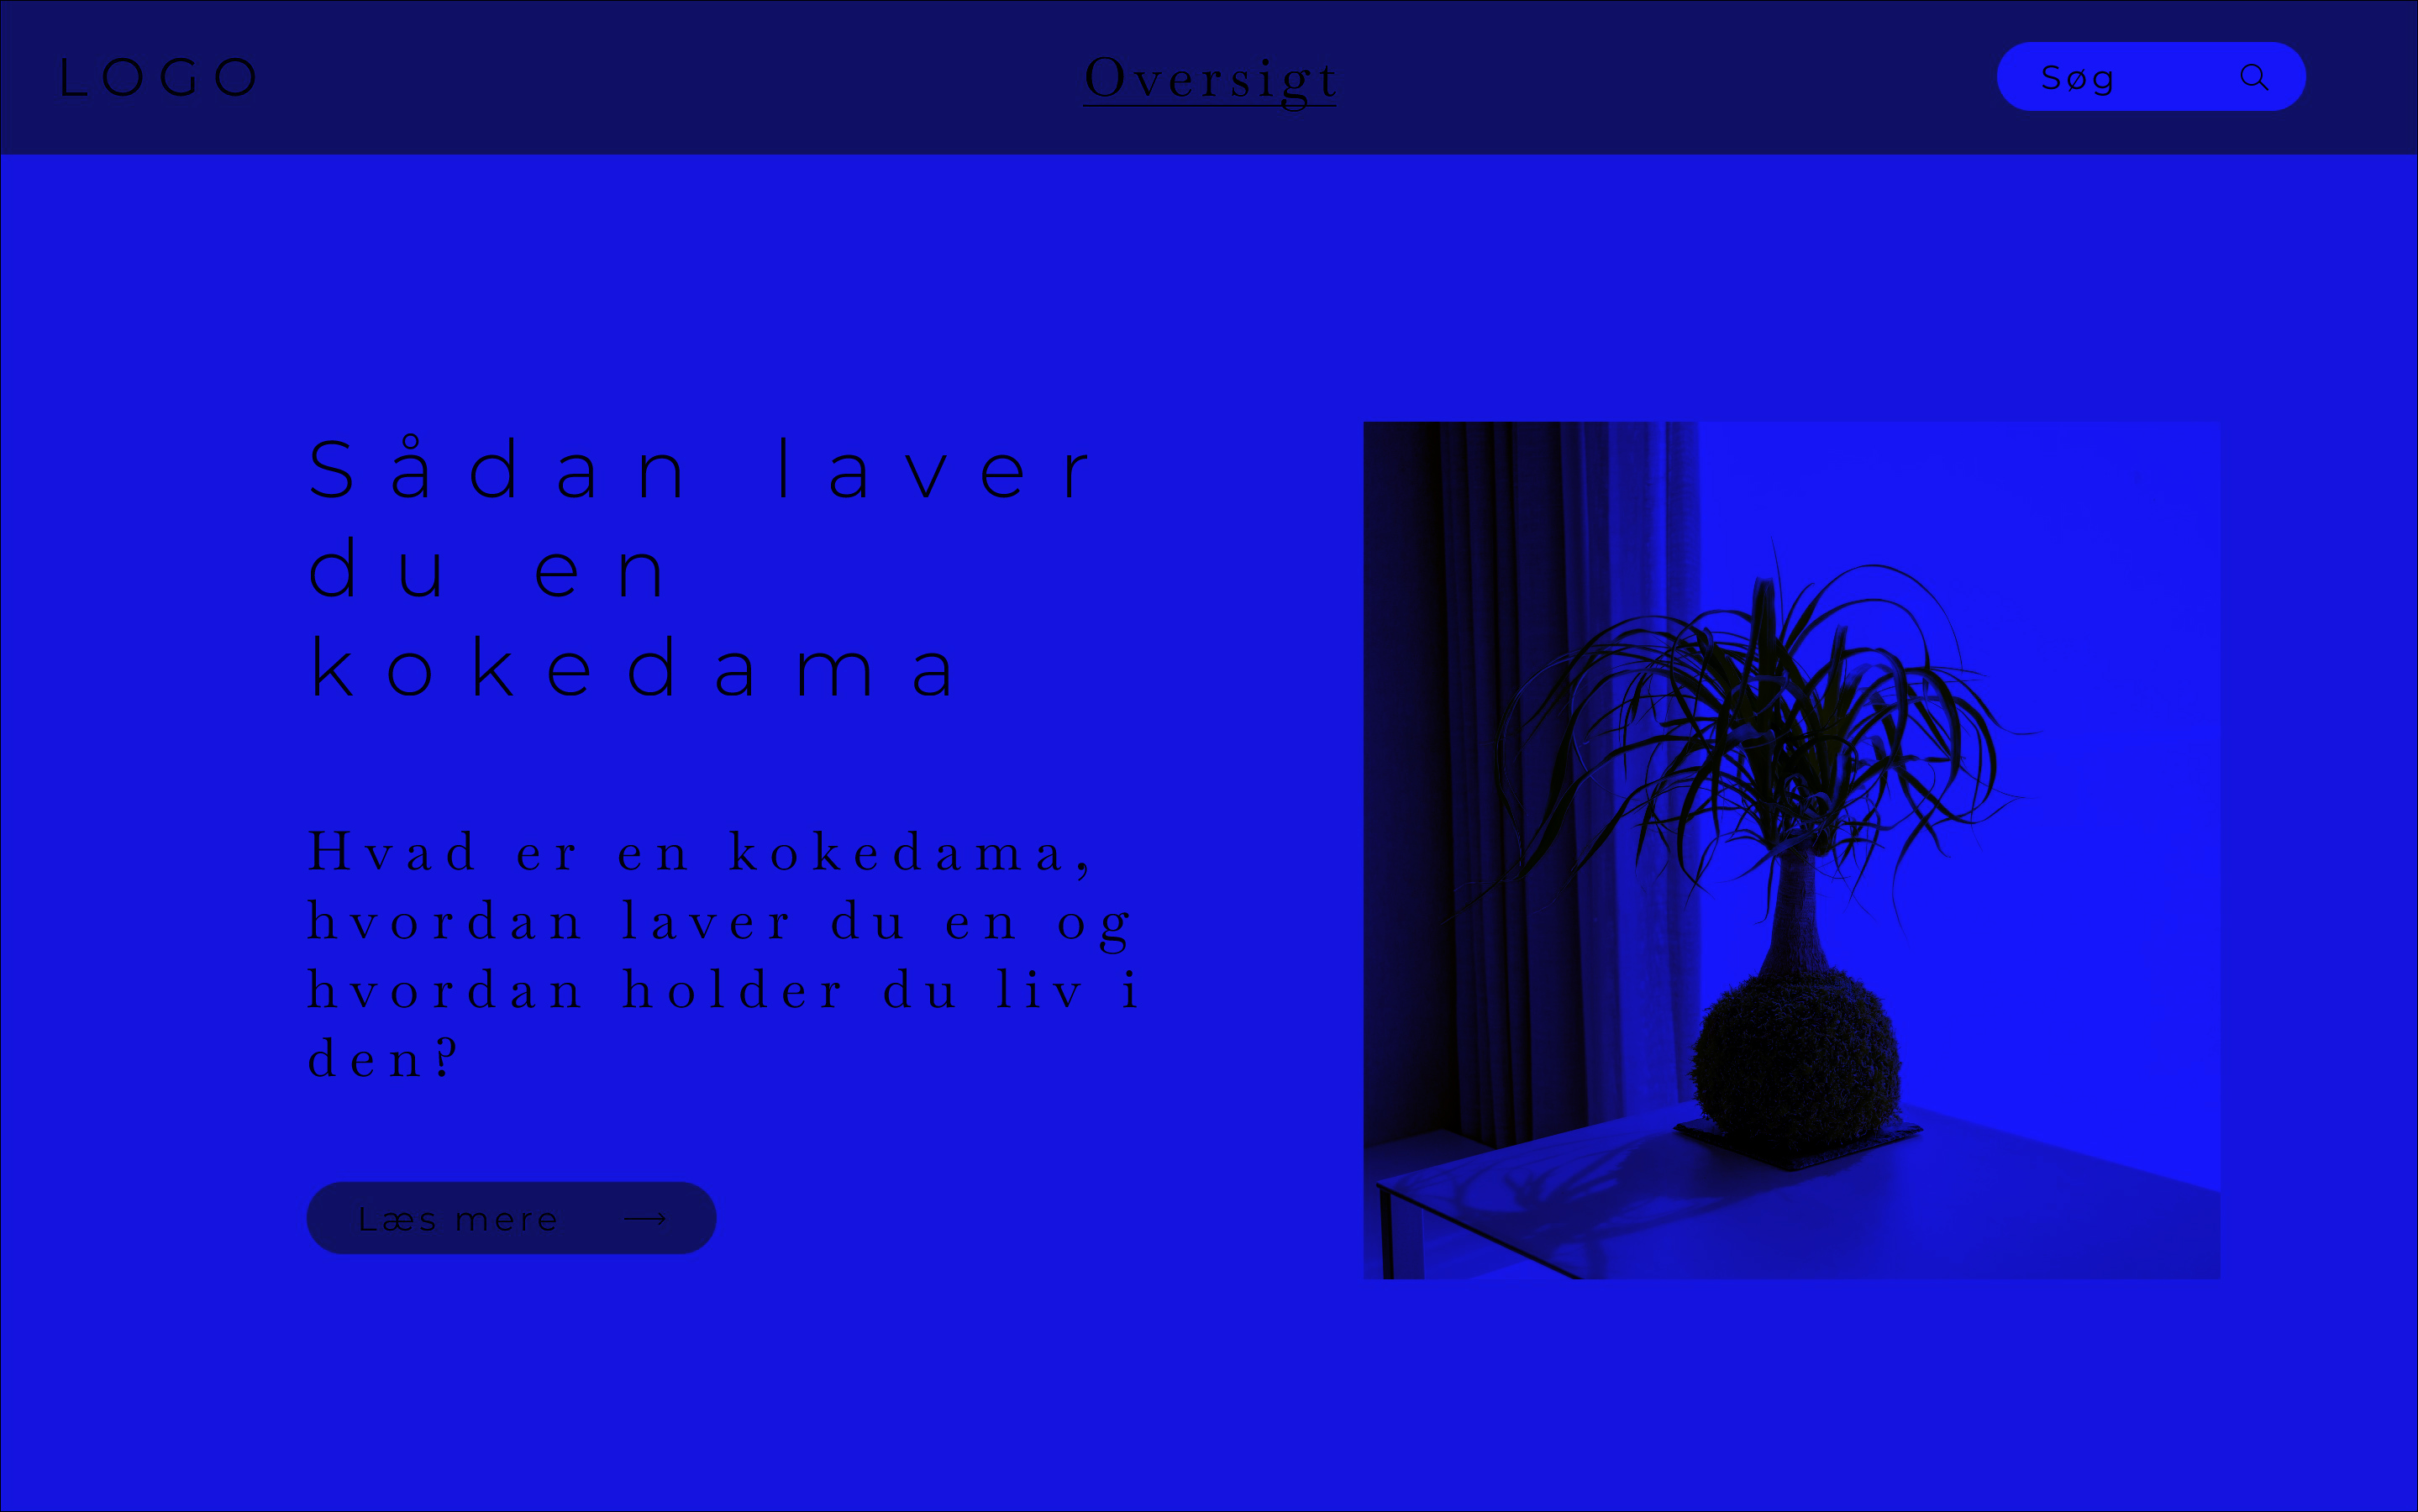 LOGO
Oversigt
Søg
Sådan laver
du en
kokedama
Hvad er en kokedama,
hvordan laver du en og
hvordan holder du liv i
den?
Læs mere